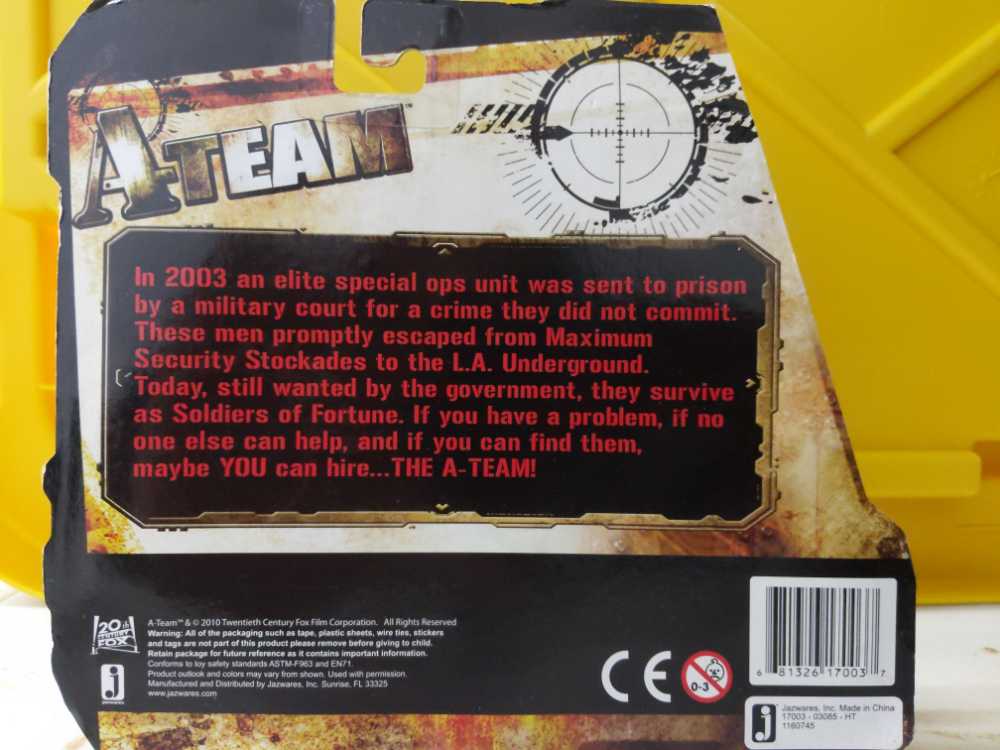 A-TEAM™
In 2003 an elite special ops unit was sent to prison
by a military court for a crime they did not commit.
These men promptly escaped from Maximum
Security Stockades to the L.A. Underground.
Today, still wanted by the government, they survive
as Soldiers of Fortune. If you have a problem, if no
one else can help, and if you can find them,
maybe YOU can hire...THE A-TEAM!
20th
CENTURY
FOX
A-Team™ & © 2010 Twentieth Century Fox Film Corporation. All Rights Reserved
Warning: All of the packaging such as tape, plastic sheets, wire ties, stickers
and tags are not part of this product please remove before giving to child.
Retain package for future reference as it contains important information.
Conforms to toy safety standards ASTM-F963 and EN71.
Product outlook and colors may vary from shown. Used with permission.
Manufactured and Distributed by Jazwares, Inc. Sunrise, FL 33325
www.jazwares.com
j
jazwares
CE
0-3
6 81326 17003 7
j
Jazwares, Inc. Made in China
17003 - 03085 - HT
1160745